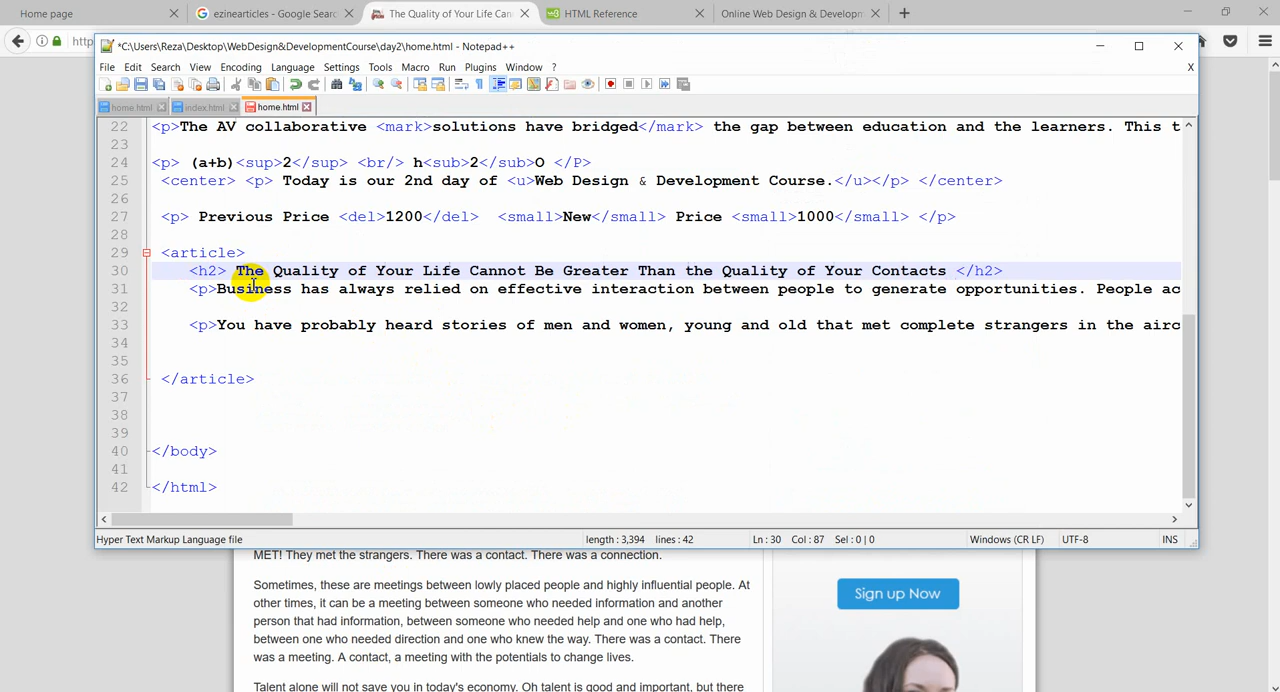 Home page
ezinearticles - Google Searc
The Quality of Your Life Can
HTML Reference
Online Web Design & Developm
http
*C:\Users\Reza\Desktop\WebDesign&DevelopmentCourse\day2\home.html - Notepad++
File Edit Search View Encoding Language Settings Tools Macro Run Plugins Window ? X
home.html index.html home.html
22 <p>The AV collaborative <mark>solutions have bridged</mark> the gap between education and the learners. This t
23
24 <p> (a+b)<sup>2</sup> <br/> h<sub>2</sub>O </P>
25 <center> <p> Today is our 2nd day of <u>Web Design & Development Course.</u></p> </center>
26
27 <p> Previous Price <del>1200</del> <small>New</small> Price <small>1000</small> </p>
28
29 <article>
30 <h2> The Quality of Your Life Cannot Be Greater Than the Quality of Your Contacts </h2>
31 <p>Business has always relied on effective interaction between people to generate opportunities. People ac
32
33 <p>You have probably heard stories of men and women, young and old that met complete strangers in the airc
34
35
36 </article>
37
38
39
40 </body>
41
42 </html>
Hyper Text Markup Language file length : 3,394 lines : 42 Ln : 30 Col : 87 Sel : 0 | 0 Windows (CR LF) UTF-8 INS
MET! They met the strangers. There was a contact. There was a connection.
Sometimes, these are meetings between lowly placed people and highly influential people. At
other times, it can be a meeting between someone who needed information and another
person that had information, between someone who needed help and one who had help,
between one who needed direction and one who knew the way. There was a contact. There
was a meeting. A contact, a meeting with the potentials to change lives.
Talent alone will not save you in today's economy. Oh talent is good and important, but there
Sign up Now